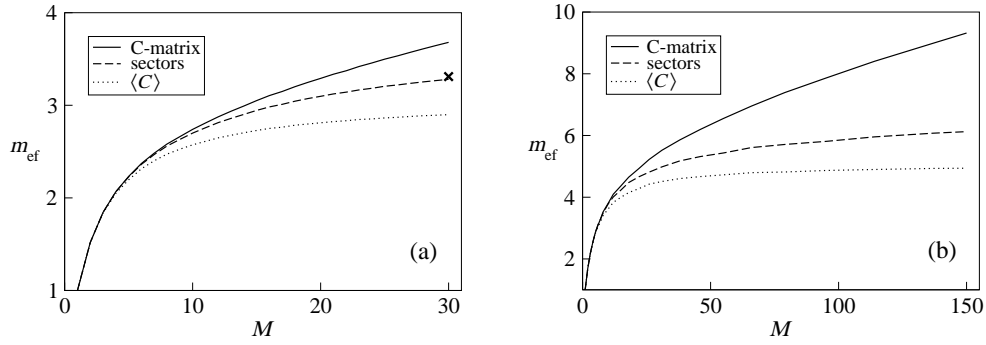 4
3
2
1
m_ef
C-matrix
sectors
⟨C⟩
(a)
0
10
20
30
M
10
8
6
4
2
m_ef
C-matrix
sectors
⟨C⟩
(b)
0
50
100
150
M